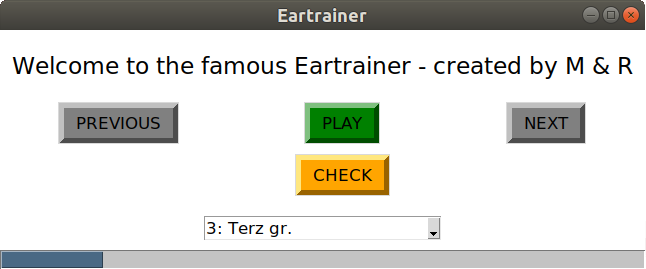 Eartrainer
Welcome to the famous Eartrainer - created by M & R
PREVIOUS PLAY NEXT
CHECK
3: Terz gr.